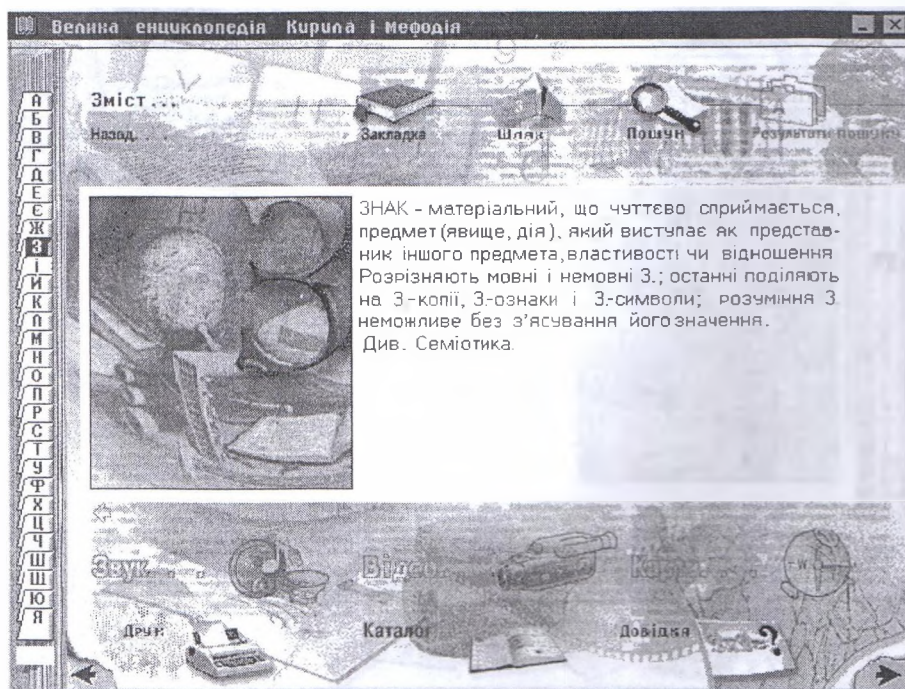 Велика енциклопедія Кирила і мефодія
Зміст...
Назад...
Закладка
Шлях
Пошук
Результати пошуку
А
Б
В
Г
Д
Е
Є
Ж
З
І
Й
К
Л
М
Н
О
П
Р
С
Т
У
Ф
Х
Ц
Ч
Ш
Щ
Ю
Я
ЗНАК - матеріальний, що чуттєво сприймається,
предмет (явище, дія), який виступає як представ-
ник іншого предмета, властивості чи відношення
Розрізняють мовні і немовні З.; останні поділяють
на З-копії, З-ознаки і З-символи; розуміння З.
неможливе без з'ясування його значення.
Див. Семіотика.
Звук...
Відео...
Друк
Каталог
Довідка